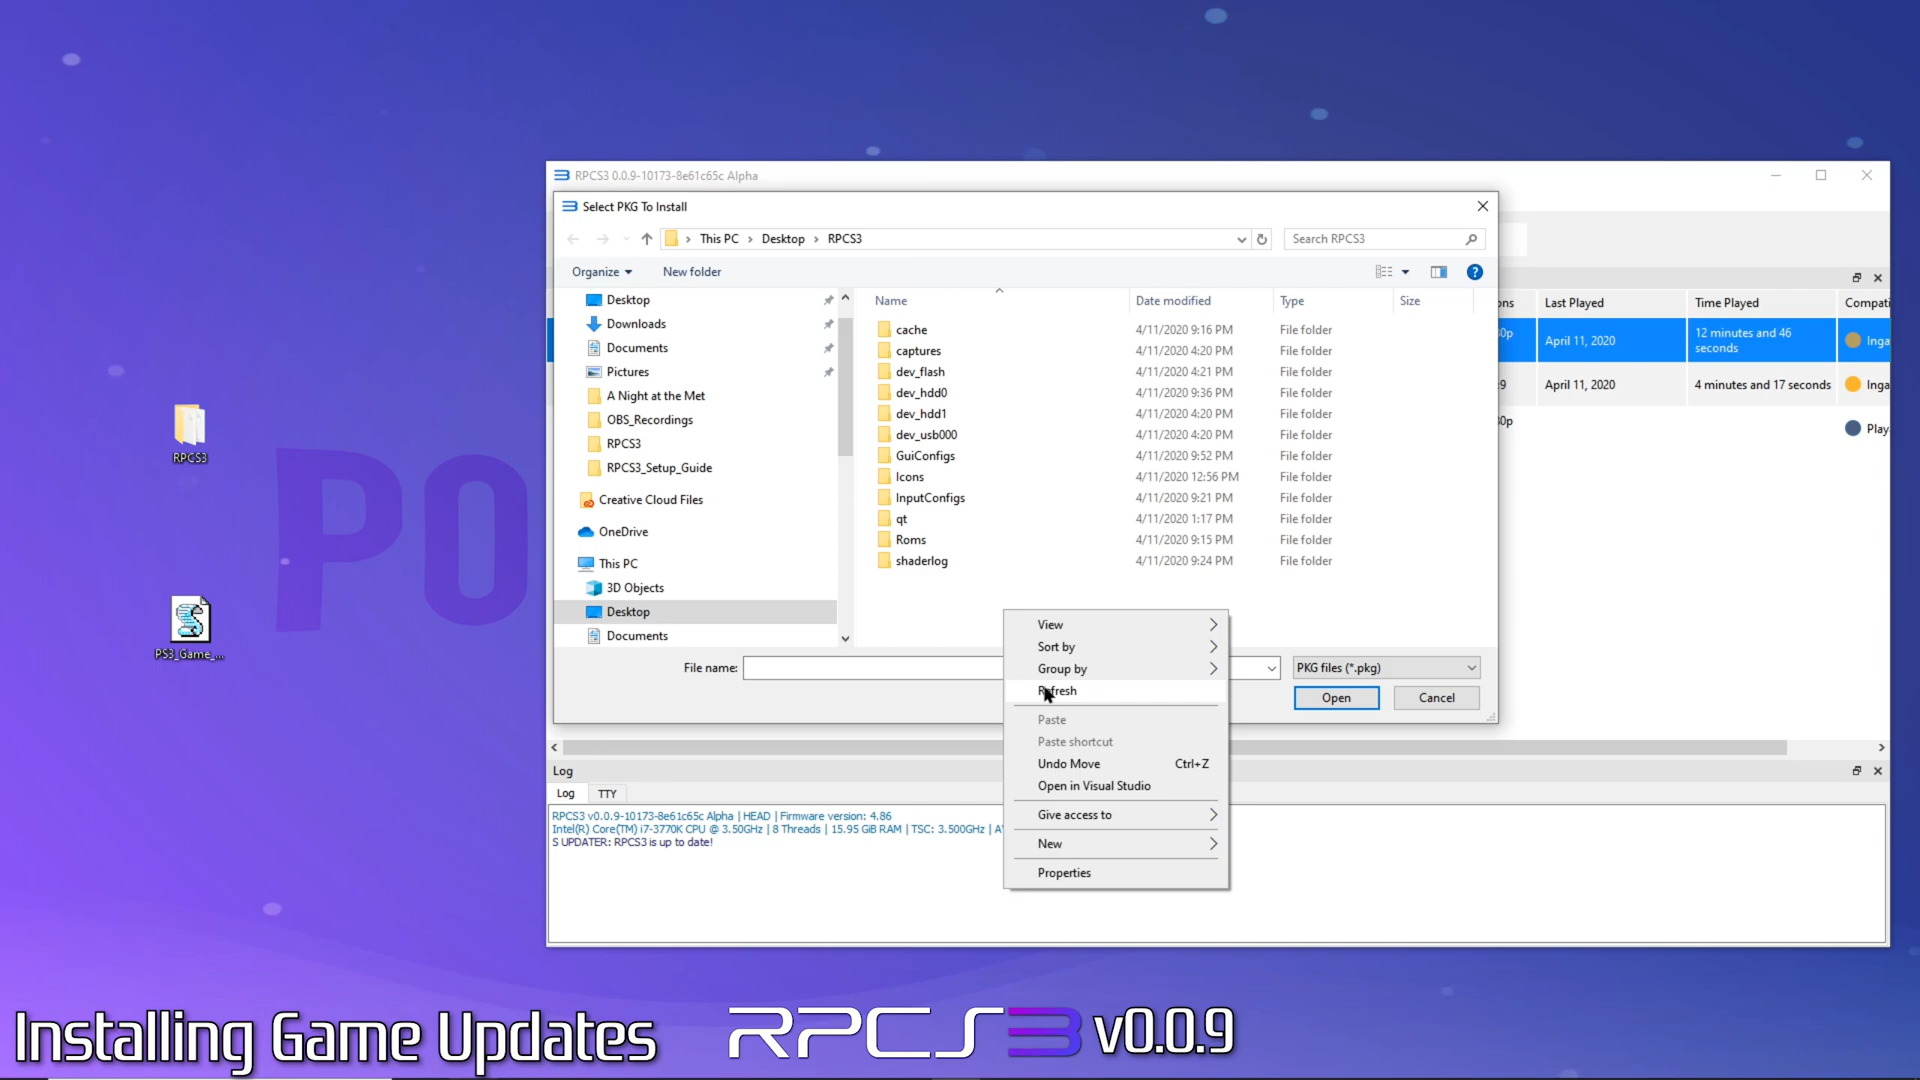 RPCS3 0.0.9-10173-8e61c65c Alpha
Select PKG To Install
This PC > Desktop > RPCS3
Search RPCS3
Organize
New folder
Desktop
Downloads
Documents
Pictures
A Night at the Met
OBS_Recordings
RPCS3
RPCS3_Setup_Guide
Creative Cloud Files
OneDrive
This PC
3D Objects
Desktop
Documents
Name Date modified Type Size
cache 4/11/2020 9:16 PM File folder
captures 4/11/2020 4:20 PM File folder
dev_flash 4/11/2020 4:21 PM File folder
dev_hdd0 4/11/2020 9:36 PM File folder
dev_hdd1 4/11/2020 4:20 PM File folder
dev_usb000 4/11/2020 4:20 PM File folder
GuiConfigs 4/11/2020 9:52 PM File folder
Icons 4/11/2020 12:56 PM File folder
InputConfigs 4/11/2020 9:21 PM File folder
qt 4/11/2020 1:17 PM File folder
Roms 4/11/2020 9:15 PM File folder
shaderlog 4/11/2020 9:24 PM File folder
File name:
PKG files (*.pkg)
Open
Cancel
View
Sort by
Group by
Refresh
Paste
Paste shortcut
Undo Move Ctrl+Z
Open in Visual Studio
Give access to
New
Properties
ons Last Played Time Played Compati
0p April 11, 2020 12 minutes and 46 seconds Inga
:9 April 11, 2020 4 minutes and 17 seconds Inga
0p Play
Log
Log TTY
RPCS3 v0.0.9-10173-8e61c65c Alpha | HEAD | Firmware version: 4.86
Intel(R) Core(TM) i7-3770K CPU @ 3.50GHz | 8 Threads | 15.95 GiB RAM | TSC: 3.500GHz | A
S UPDATER: RPCS3 is up to date!
RPCS3
PS3_Game_...
PO
Installing Game Updates RPCS3 v0.0.9